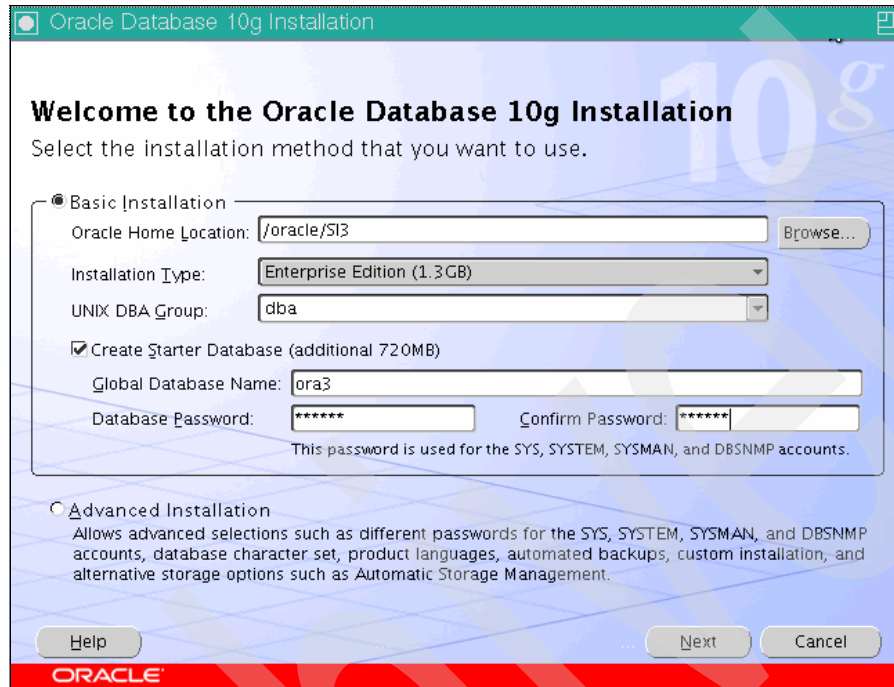 Oracle Database 10g Installation
10g
Welcome to the Oracle Database 10g Installation
Select the installation method that you want to use.
Basic Installation
Oracle Home Location: /oracle/SI3 Browse...
Installation Type: Enterprise Edition (1.3GB)
UNIX DBA Group: dba
Create Starter Database (additional 720MB)
Global Database Name: ora3
Database Password: ****** Confirm Password: ******
This password is used for the SYS, SYSTEM, SYSMAN, and DBSNMP accounts.
Advanced Installation
Allows advanced selections such as different passwords for the SYS, SYSTEM, SYSMAN, and DBSNMP
accounts, database character set, product languages, automated backups, custom installation, and
alternative storage options such as Automatic Storage Management.
Help Next Cancel
ORACLE